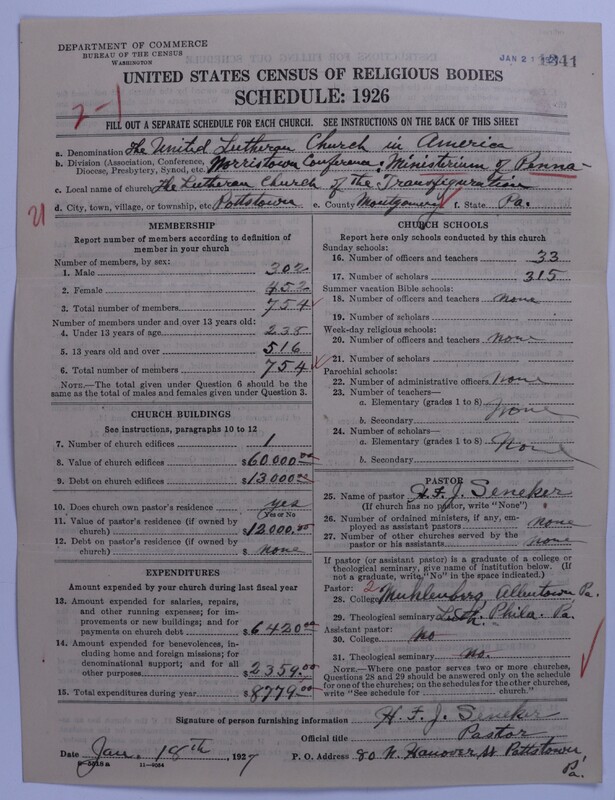 DEPARTMENT OF COMMERCE
BUREAU OF THE CENSUS
WASHINGTON
JAN 21
1341
UNITED STATES CENSUS OF RELIGIOUS BODIES
SCHEDULE: 1926
2-1
FILL OUT A SEPARATE SCHEDULE FOR EACH CHURCH. SEE INSTRUCTIONS ON THE BACK OF THIS SHEET
a. Denomination The United Lutheran Church in America
b. Division (Association, Conference, Diocese, Presbytery, Synod, etc.) Norristown Conference, Ministerium of Penna
c. Local name of church The Lutheran Church of the Transfiguration
d. City, town, village, or township, etc. Pottstown e. County Montgomery f. State Pa.
21
MEMBERSHIP
Report number of members according to definition of
member in your church
Number of members, by sex:
1. Male 302
2. Female 452
3. Total number of members 754
Number of members under and over 13 years old:
4. Under 13 years of age 238
5. 13 years old and over 516
6. Total number of members 754
NOTE.—The total given under Question 6 should be
same as the total of males and females given under Question 3.
CHURCH BUILDINGS
See instructions, paragraphs 10 to 12
7. Number of church edifices 1
8. Value of church edifices $60,000.00
9. Debt on church edifices $13,000.00
10. Does church own pastor's residence yes
Yes or No
11. Value of pastor's residence (if owned by
church) $12,000.00
12. Debt on pastor's residence (if owned by
church) $ none
EXPENDITURES
Amount expended by your church during last fiscal year
13. Amount expended for salaries, repairs,
and other running expenses; for im-
provements or new buildings; and for
payments on church debt $6420.00
14. Amount expended for benevolences, in-
cluding home and foreign missions; for
denominational support; and for all
other purposes $2359.00
15. Total expenditures during year $8779.00
CHURCH SCHOOLS
Report here only schools conducted by this church
Sunday schools:
16. Number of officers and teachers 33
17. Number of scholars 315
Summer vacation Bible schools:
18. Number of officers and teachers none
19. Number of scholars
Week-day religious schools:
20. Number of officers and teachers none
21. Number of scholars
Parochial schools:
22. Number of administrative officers none
23. Number of teachers—
a. Elementary (grades 1 to 8) none
b. Secondary
24. Number of scholars—
a. Elementary (grades 1 to 8) none
b. Secondary
PASTOR
25. Name of pastor H. F. J. Seneker
(If church has no pastor, write "None")
26. Number of ordained ministers, if any, em-
ployed as assistant pastors none
27. Number of other churches served by the
pastor or his assistants none
If pastor (or assistant pastor) is a graduate of a college or
theological seminary, give name of institution below. (If
not a graduate, write "No" in the space indicated.)
Pastor: 2
28. College Muhlenberg Allentown Pa.
29. Theological seminary Luth. Phila. Pa.
Assistant pastor:
30. College no
31. Theological seminary no.
NOTE.—Where one pastor serves two or more churches,
Questions 28 and 29 should be answered only on the schedule
for one of the churches; on the schedules for the other churches,
write "See schedule for church."
Signature of person furnishing information H. F. J. Seneker
Official title Pastor
Date Jan. 18th, 1927 P. O. Address 80 N. Hanover St Pottstown
Pa.
11—9584